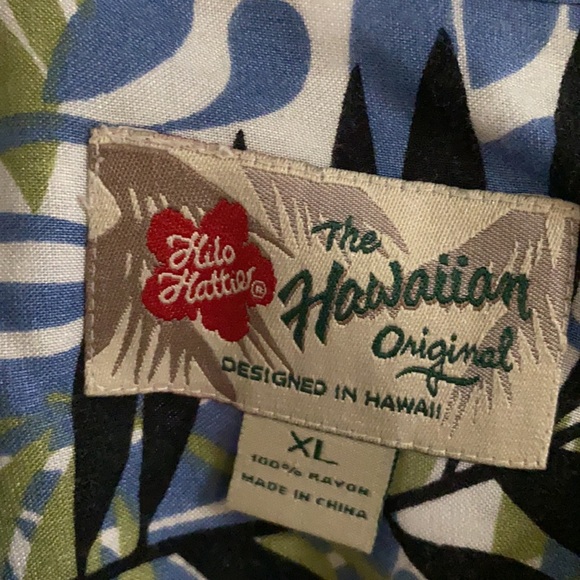 Hilo
Hattie®
The
Hawaiian
Original
DESIGNED IN HAWAII
XL
100% RAYON
MADE IN CHINA